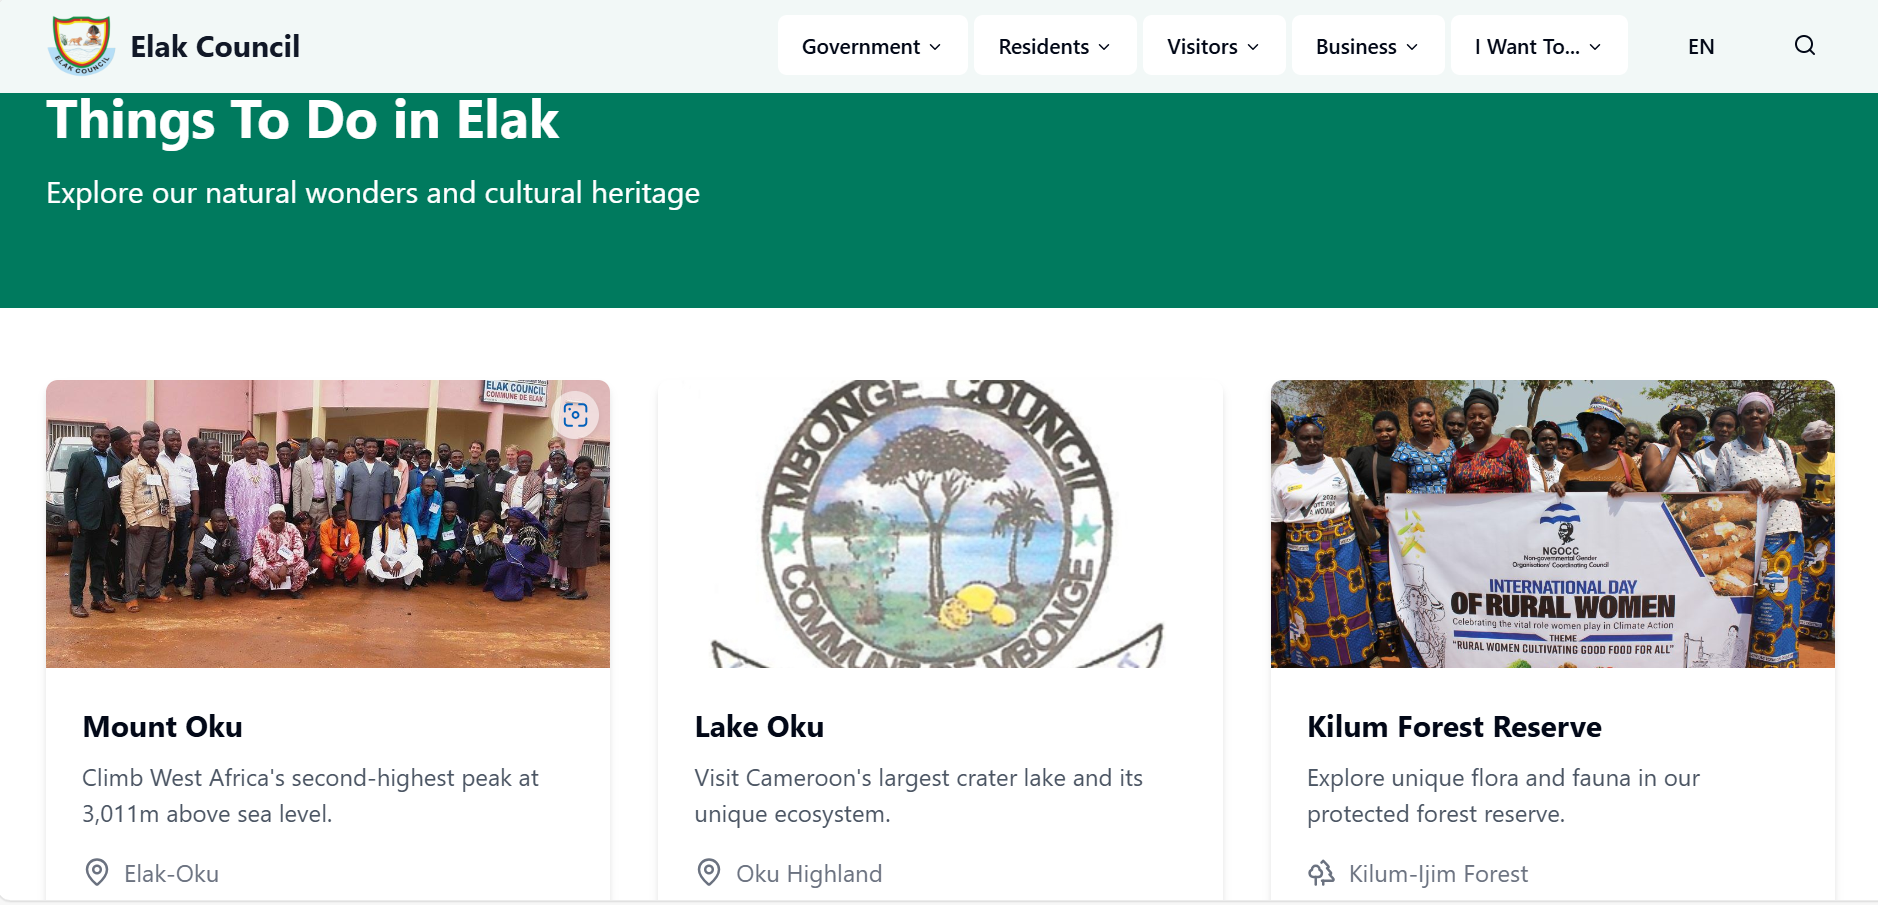 ELAK COUNCIL
Elak Council
Government
Residents
Visitors
Business
I Want To...
EN
Things To Do in Elak
Explore our natural wonders and cultural heritage
ELAK COUNCIL
COMMUNE DE ELAK
Mount Oku
Climb West Africa's second-highest peak at
3,011m above sea level.
Elak-Oku
MBONGE COUNCIL
COMMUNE DE MBONGE
Lake Oku
Visit Cameroon's largest crater lake and its
unique ecosystem.
Oku Highland
NGOCC
Non-governmental Gender
Organisations' Coordinating Council
INTERNATIONAL DAY
OF RURAL WOMEN
Celebrating the vital role women play in Climate Action
THEME
"RURAL WOMEN CULTIVATING GOOD FOOD FOR ALL"
Kilum Forest Reserve
Explore unique flora and fauna in our
protected forest reserve.
Kilum-Ijim Forest